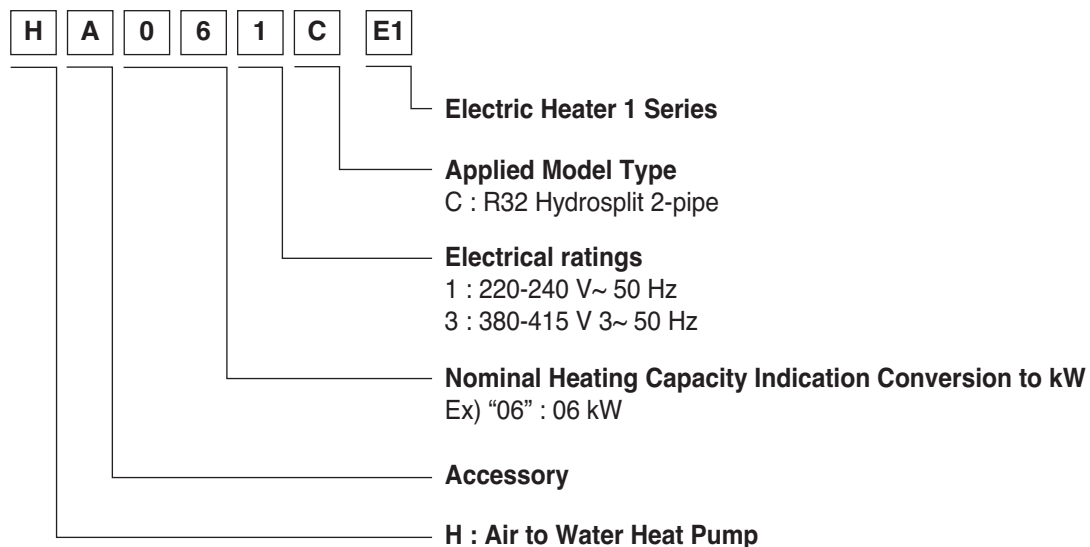 H A 0 6 1 C E1
Electric Heater 1 Series
Applied Model Type
C : R32 Hydrosplit 2-pipe
Electrical ratings
1 : 220-240 V~ 50 Hz
3 : 380-415 V 3~ 50 Hz
Nominal Heating Capacity Indication Conversion to kW
Ex) “06” : 06 kW
Accessory
H : Air to Water Heat Pump